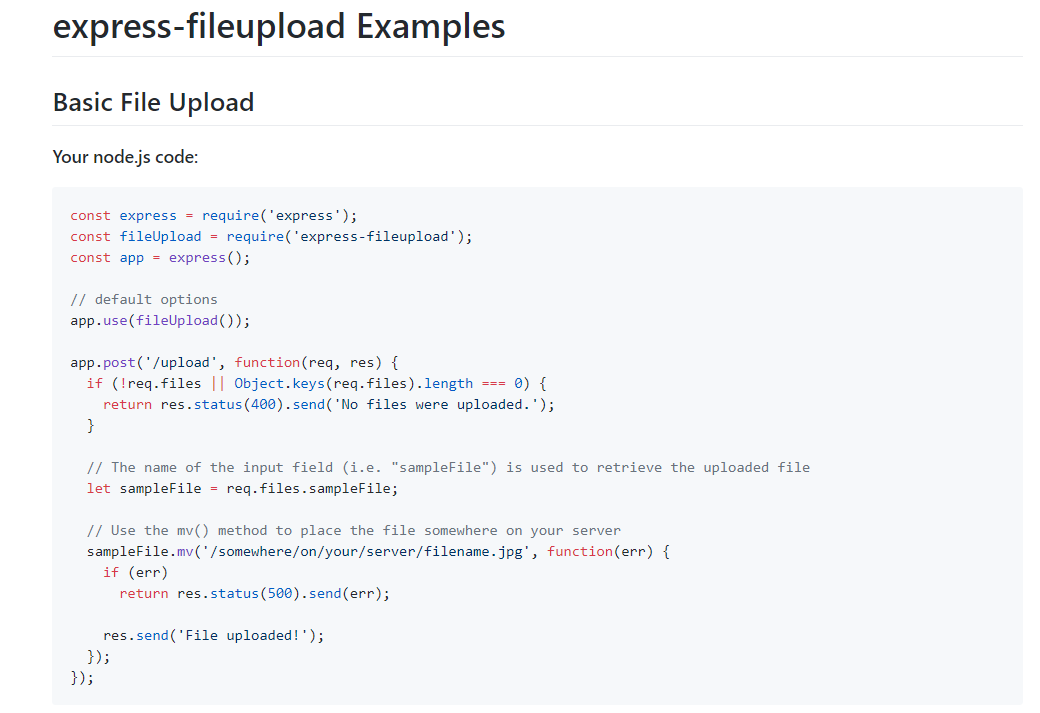 express-fileupload Examples
Basic File Upload
Your node.js code:
const express = require('express');
const fileUpload = require('express-fileupload');
const app = express();
// default options
app.use(fileUpload());
app.post('/upload', function(req, res) {
  if (!req.files || Object.keys(req.files).length === 0) {
    return res.status(400).send('No files were uploaded.');
  }
  // The name of the input field (i.e. "sampleFile") is used to retrieve the uploaded file
  let sampleFile = req.files.sampleFile;
  // Use the mv() method to place the file somewhere on your server
  sampleFile.mv('/somewhere/on/your/server/filename.jpg', function(err) {
    if (err)
      return res.status(500).send(err);
    res.send('File uploaded!');
  });
});